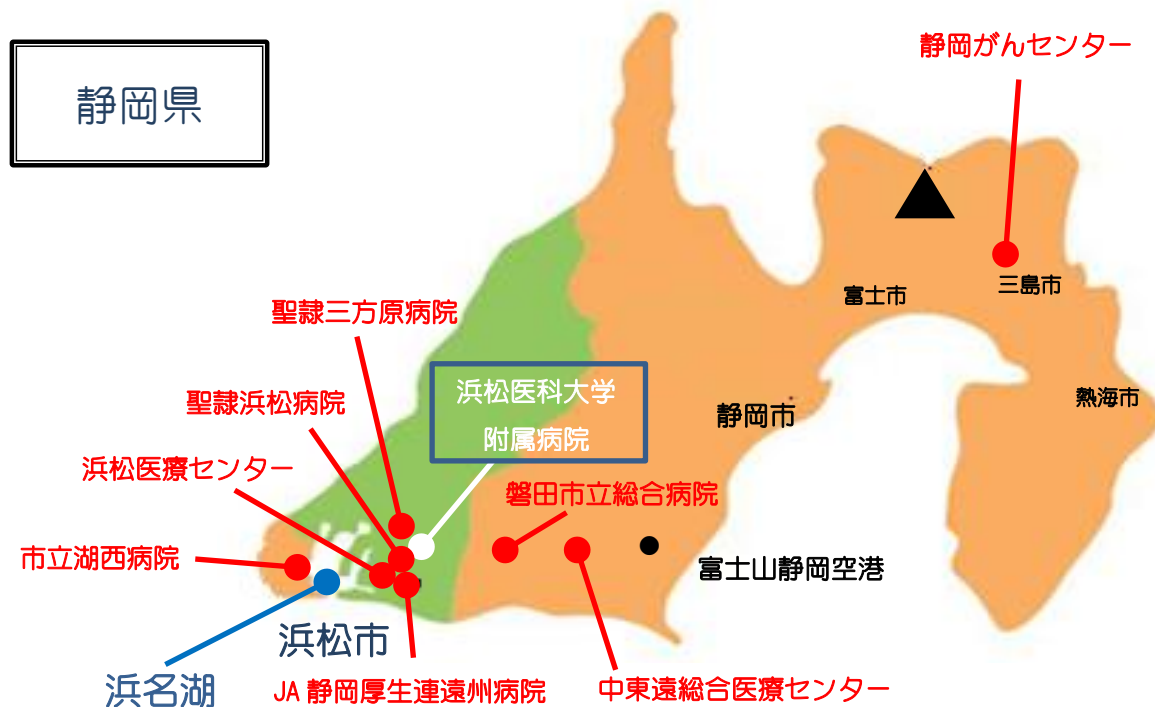 静岡県
静岡がんセンター
三島市
富士市
聖隷三方原病院
浜松医科大学
附属病院
聖隷浜松病院
熱海市
静岡市
浜松医療センター
磐田市立総合病院
市立湖西病院
富士山静岡空港
浜松市
浜名湖
JA 静岡厚生連遠州病院
中東遠総合医療センター